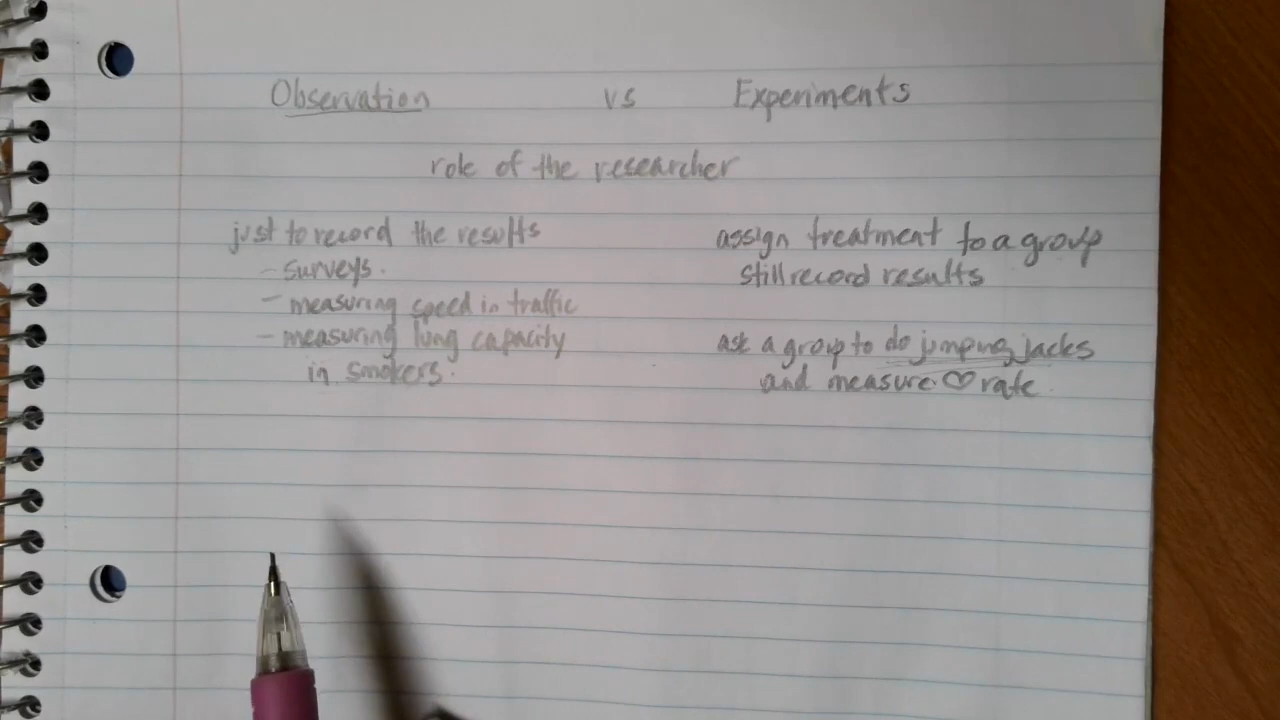 Observation vs Experiments
role of the researcher
just to record the results
- surveys.
- measuring speed in traffic
- measuring lung capacity
in smokers.
assign treatment to a group
still record results
ask a group to do jumping jacks
and measure ♡ rate.